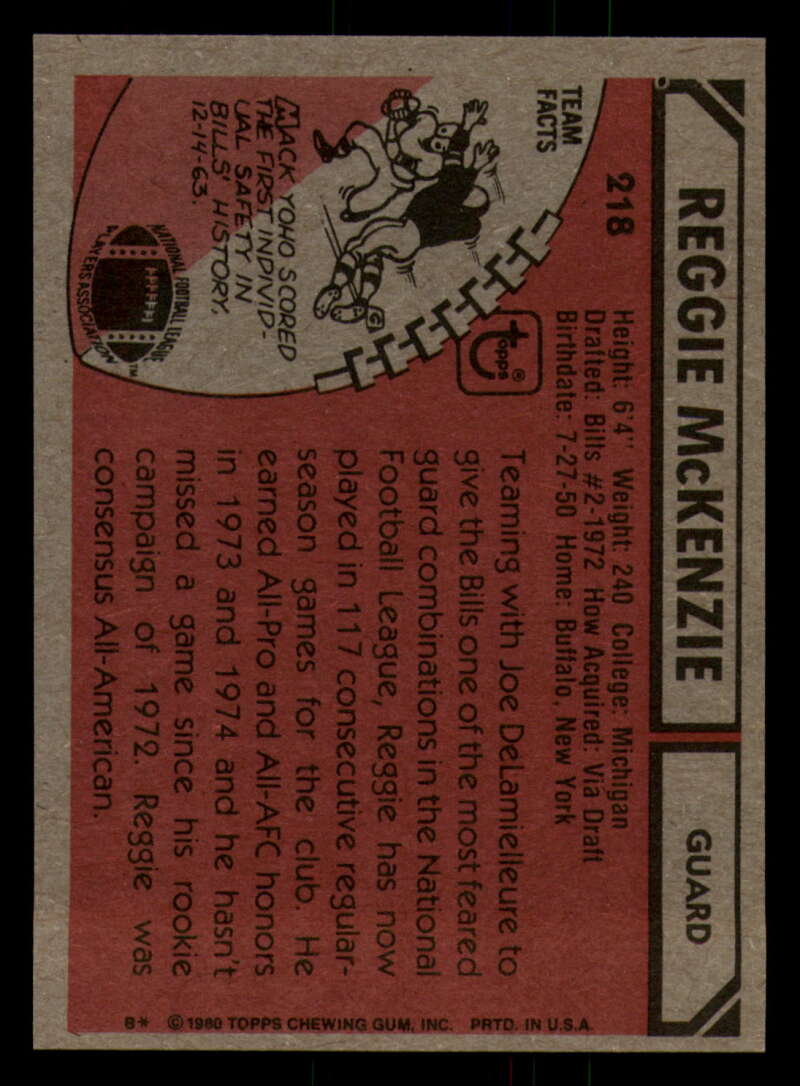 REGGIE McKENZIE
GUARD
218
Height: 6'4" Weight: 240 College: Michigan
Drafted: Bills #2-1972 How Acquired: Via Draft
Birthdate: 7-27-50 Home: Buffalo, New York
TEAM
FACTS
MACK YOHO SCORED
THE FIRST INDIVID-
UAL SAFETY IN
BILLS' HISTORY,
12-14-63.
NATIONAL FOOTBALL LEAGUE
PLAYERS ASSOCIATION™
topps®
Teaming with Joe DeLamielleure to
give the Bills one of the most feared
guard combinations in the National
Football League, Reggie has now
played in 117 consecutive regular-
season games for the club. He
earned All-Pro and All-AFC honors
in 1973 and 1974 and he hasn't
missed a game since his rookie
campaign of 1972. Reggie was
consensus All-American.
B* © 1980 TOPPS CHEWING GUM, INC. PRTD. IN U.S.A.